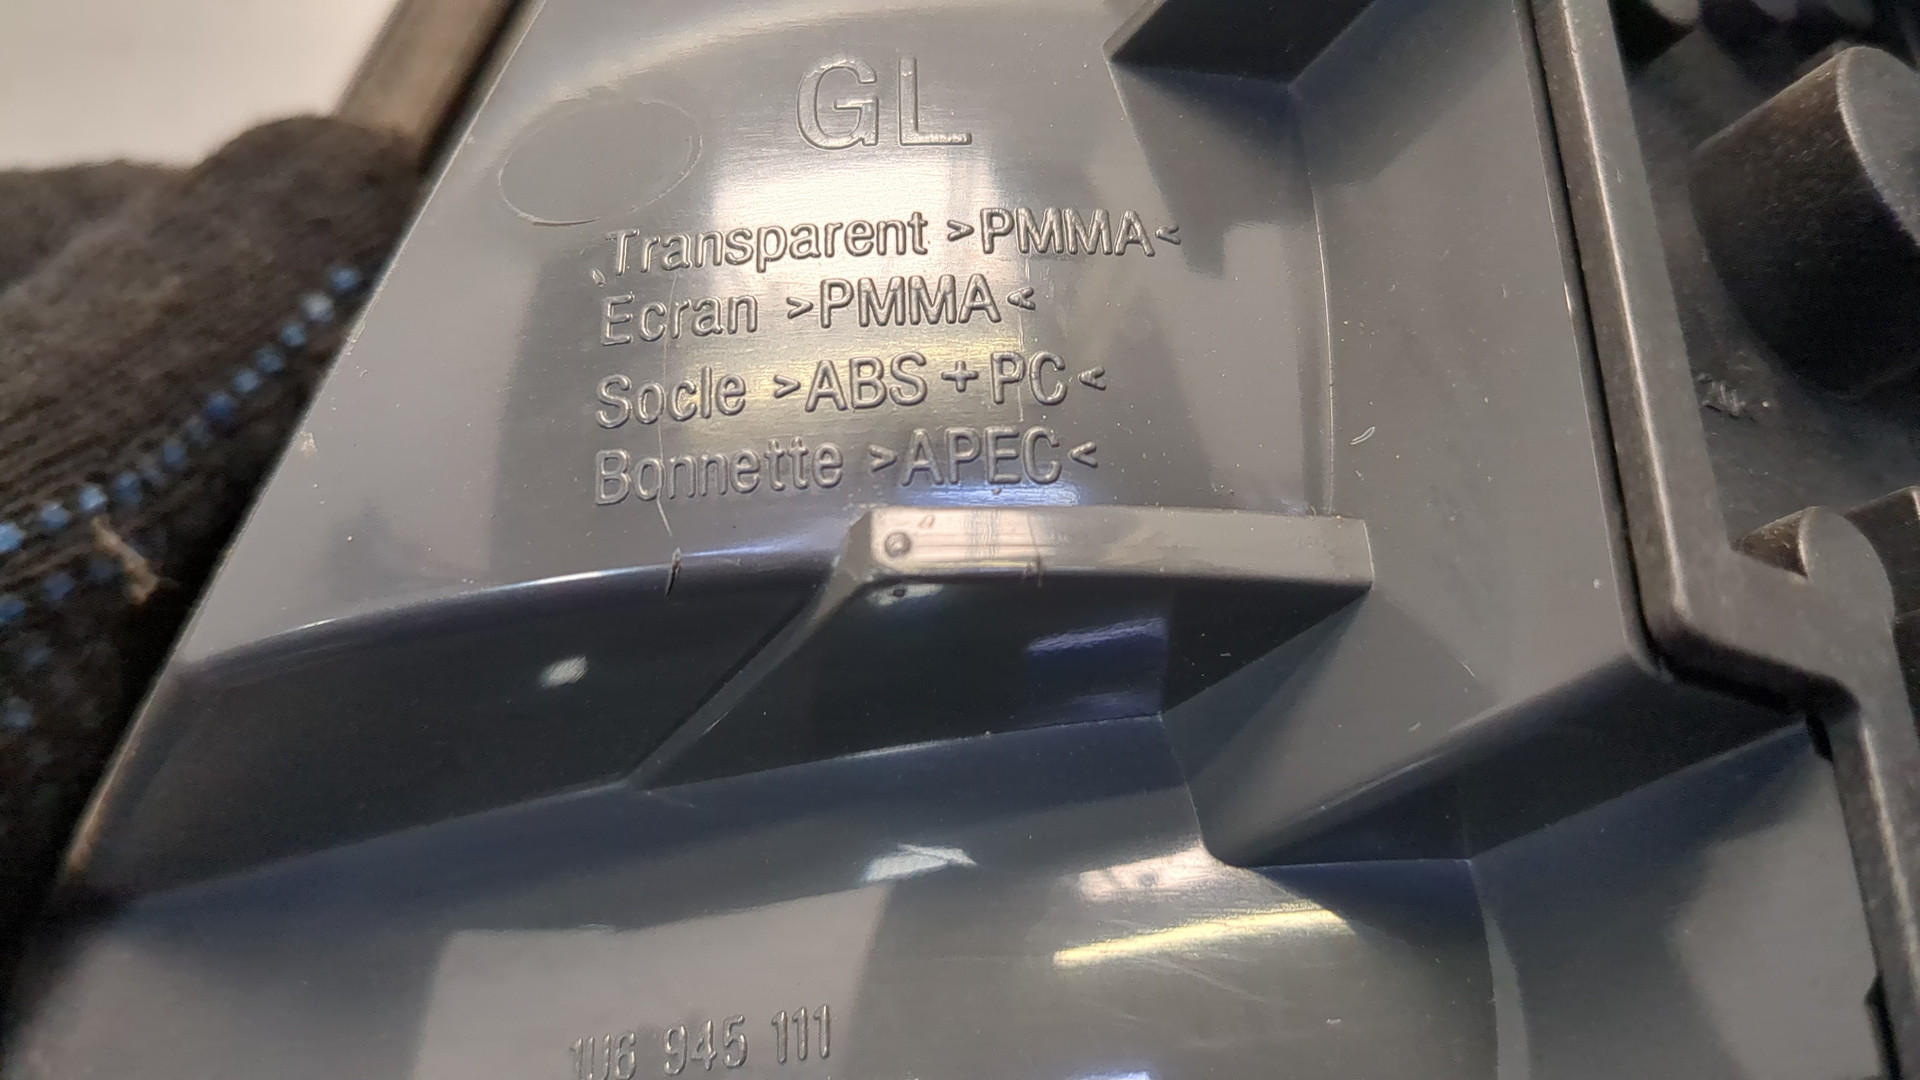 GL
Transparent >PMMA<
Ecran >PMMA<
Socle >ABS + PC<
Bonnette >APEC<
1U6 945 111